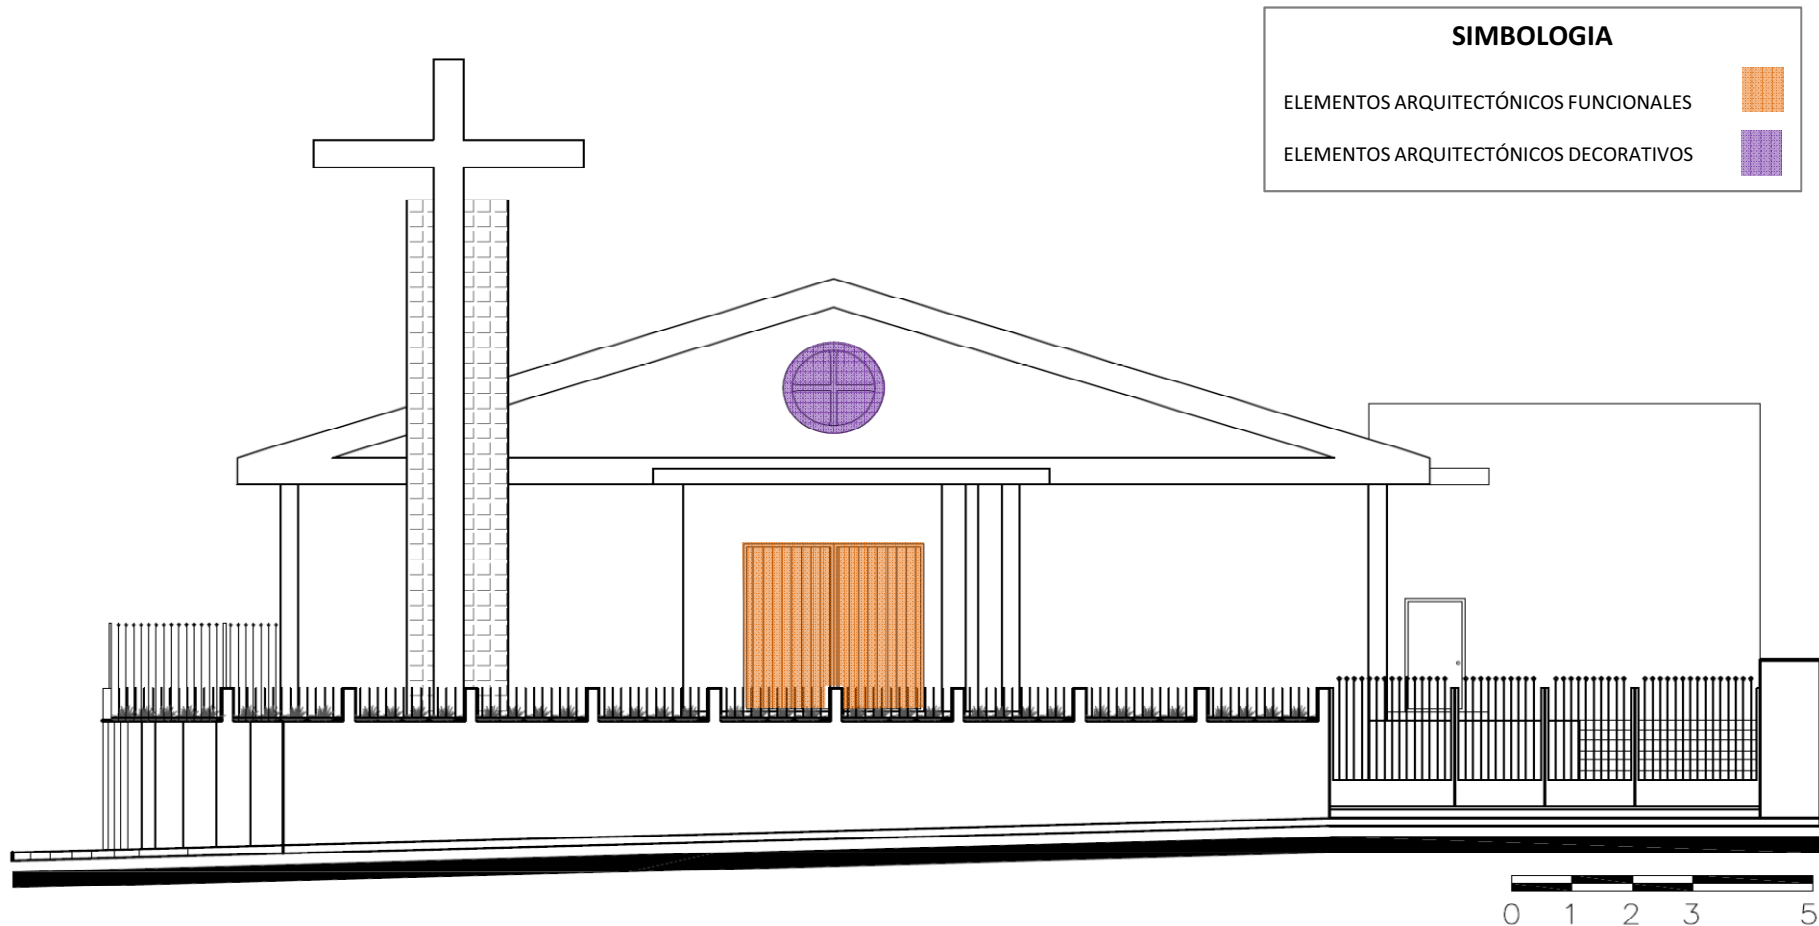 SIMBOLOGIA
ELEMENTOS ARQUITECTÓNICOS FUNCIONALES
ELEMENTOS ARQUITECTÓNICOS DECORATIVOS
0 1 2 3 5